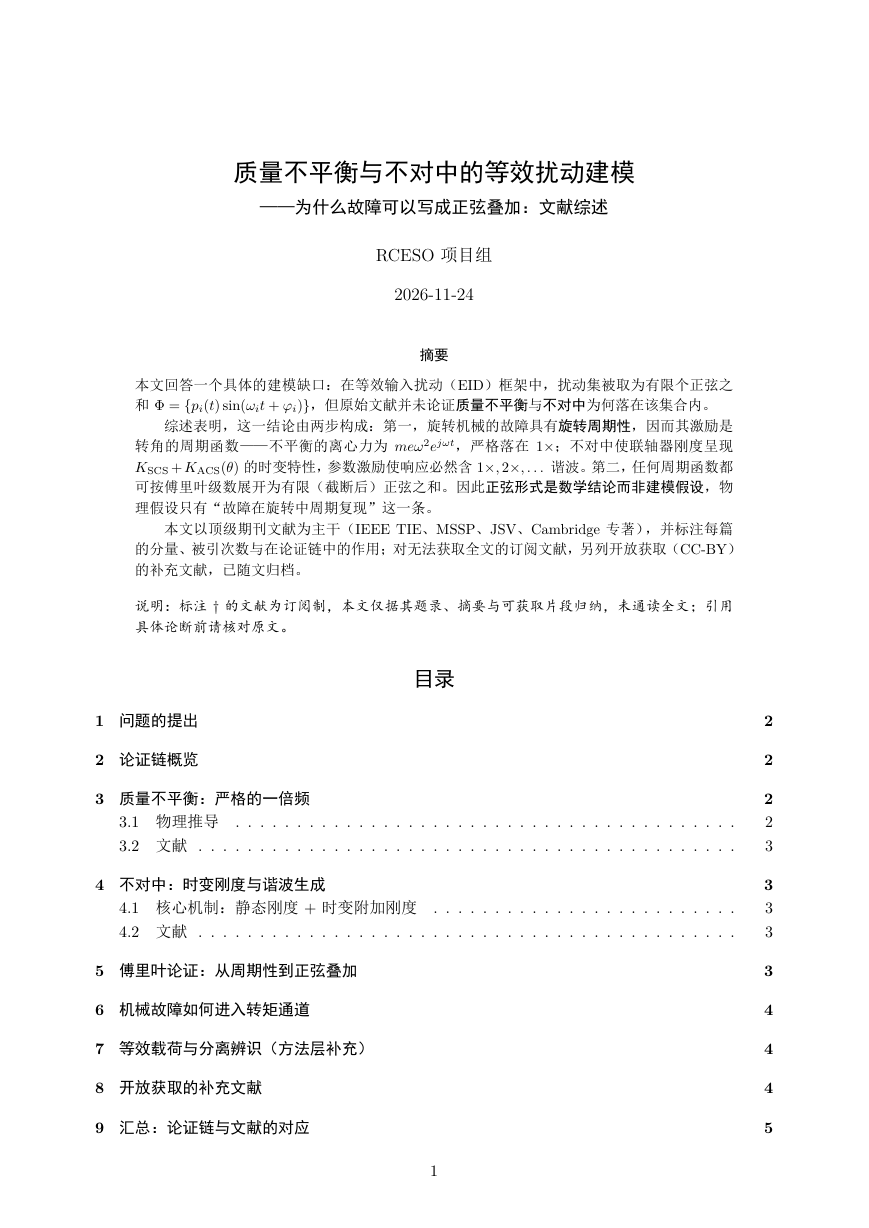 质量不平衡与不对中的等效扰动建模
——为什么故障可以写成正弦叠加：文献综述
RCESO 项目组
2026-11-24
摘要
本文回答一个具体的建模缺口：在等效输入扰动（EID）框架中，扰动集被取为有限个正弦之
和 Φ = {pᵢ(t) sin(ωᵢt + φᵢ)}，但原始文献并未论证质量不平衡与不对中为何落在该集合内。
综述表明，这一结论由两步构成：第一，旋转机械的故障具有旋转周期性，因而其激励是
转角的周期函数——不平衡的离心力为 meω²e^{jωt}，严格落在 1×；不对中使联轴器刚度呈现
K_SCS + K_ACS(θ) 的时变特性，参数激励使响应必然含 1×, 2×, . . . 谐波。第二，任何周期函数都
可按傅里叶级数展开为有限（截断后）正弦之和。因此正弦形式是数学结论而非建模假设，物
理假设只有“故障在旋转中周期复现”这一条。
本文以顶级期刊文献为主干（IEEE TIE、MSSP、JSV、Cambridge 专著），并标注每篇
的分量、被引次数与在论证链中的作用；对无法获取全文的订阅文献，另列开放获取（CC-BY）
的补充文献，已随文归档。
说明：标注 † 的文献为订阅制，本文仅据其题录、摘要与可获取片段归纳，未通读全文；引用
具体论断前请核对原文。
目录
1 问题的提出 2
2 论证链概览 2
3 质量不平衡：严格的一倍频 2
3.1 物理推导 . . . . . . . . . . . . . . . . . . . . . . . . . . . . . . . . . . . . . . . . 2
3.2 文献 . . . . . . . . . . . . . . . . . . . . . . . . . . . . . . . . . . . . . . . . . . . 3
4 不对中：时变刚度与谐波生成 3
4.1 核心机制：静态刚度 + 时变附加刚度 . . . . . . . . . . . . . . . . . . . . . . . . . 3
4.2 文献 . . . . . . . . . . . . . . . . . . . . . . . . . . . . . . . . . . . . . . . . . . . 3
5 傅里叶论证：从周期性到正弦叠加 3
6 机械故障如何进入转矩通道 4
7 等效载荷与分离辨识（方法层补充） 4
8 开放获取的补充文献 4
9 汇总：论证链与文献的对应 5
1